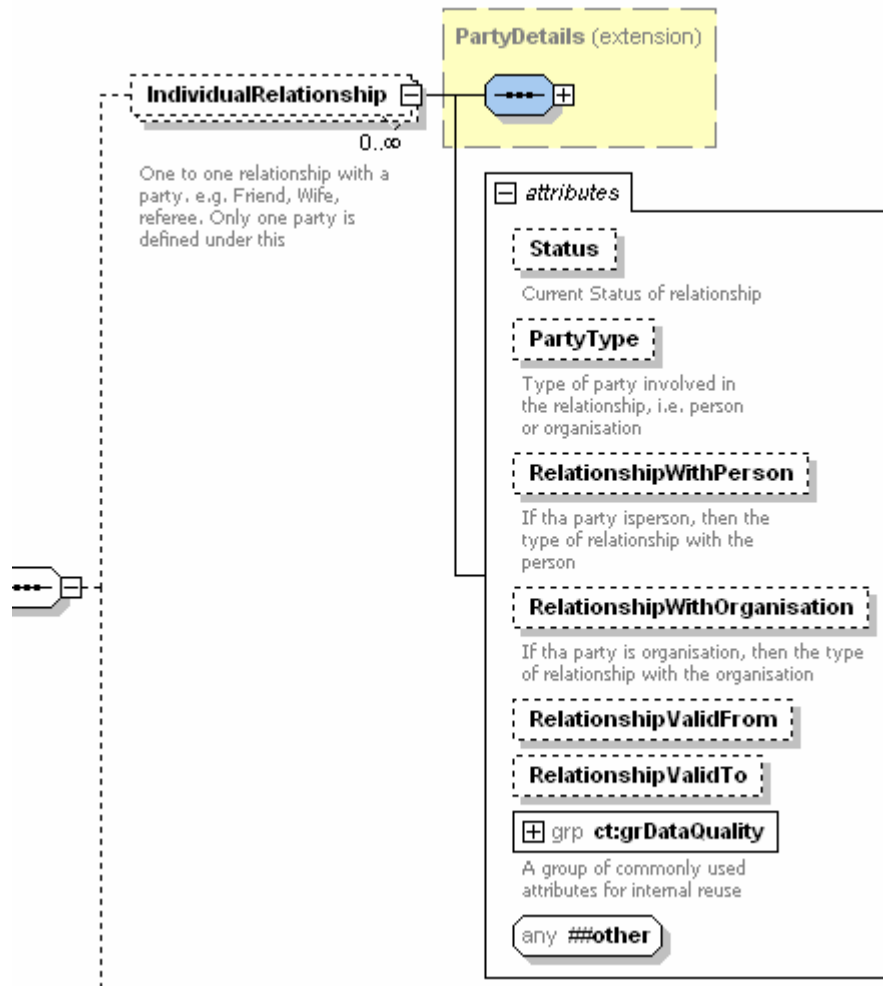 PartyDetails (extension)
IndividualRelationship
0..∞
One to one relationship with a
party. e.g. Friend, Wife,
referee. Only one party is
defined under this
attributes
Status
Current Status of relationship
PartyType
Type of party involved in
the relationship, i.e. person
or organisation
RelationshipWithPerson
If tha party isperson, then the
type of relationship with the
person
RelationshipWithOrganisation
If tha party is organisation, then the type
of relationship with the organisation
RelationshipValidFrom
RelationshipValidTo
grp ct:grDataQuality
A group of commonly used
attributes for internal reuse
any ##other